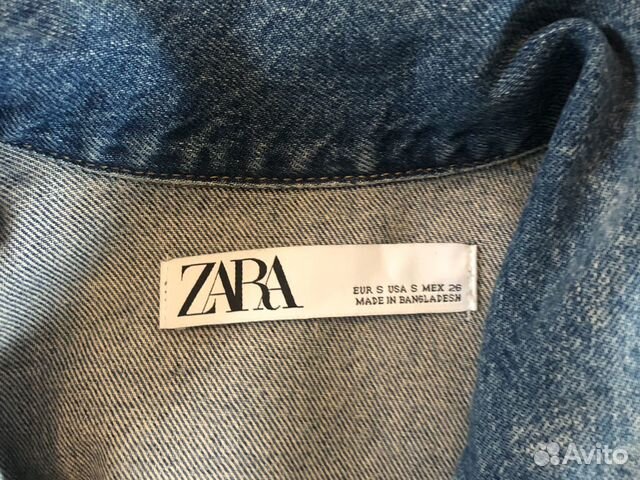 ZARA
EUR S USA S MEX 26
MADE IN BANGLADESH
Avito